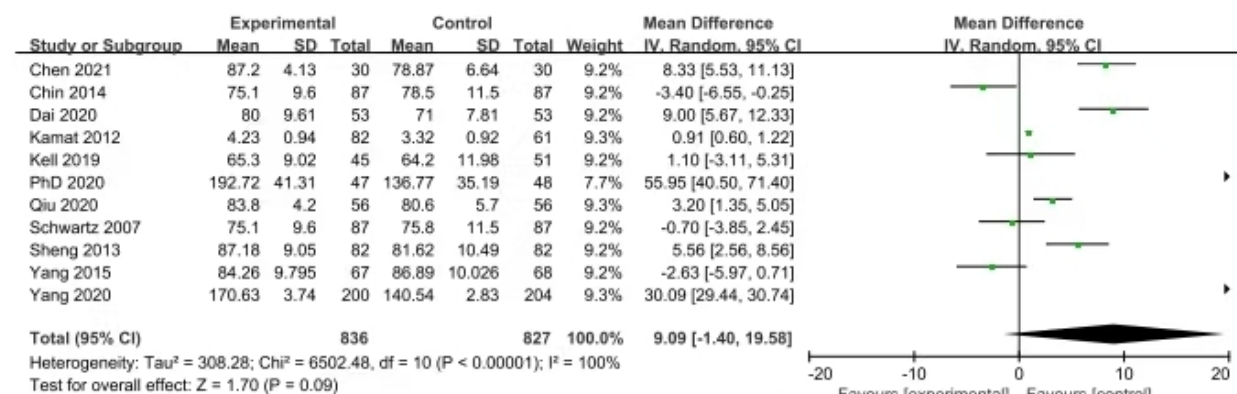 Experimental Control Mean Difference Mean Difference
Study or Subgroup Mean SD Total Mean SD Total Weight IV. Random. 95% CI IV. Random. 95% CI
Chen 2021 87.2 4.13 30 78.87 6.64 30 9.2% 8.33 [5.53, 11.13]
Chin 2014 75.1 9.6 87 78.5 11.5 87 9.2% -3.40 [-6.55, -0.25]
Dai 2020 80 9.61 53 71 7.81 53 9.2% 9.00 [5.67, 12.33]
Kamat 2012 4.23 0.94 82 3.32 0.92 61 9.3% 0.91 [0.60, 1.22]
Kell 2019 65.3 9.02 45 64.2 11.98 51 9.2% 1.10 [-3.11, 5.31]
PhD 2020 192.72 41.31 47 136.77 35.19 48 7.7% 55.95 [40.50, 71.40]
Qiu 2020 83.8 4.2 56 80.6 5.7 56 9.3% 3.20 [1.35, 5.05]
Schwartz 2007 75.1 9.6 87 75.8 11.5 87 9.2% -0.70 [-3.85, 2.45]
Sheng 2013 87.18 9.05 82 81.62 10.49 82 9.2% 5.56 [2.56, 8.56]
Yang 2015 84.26 9.795 67 86.89 10.026 68 9.2% -2.63 [-5.97, 0.71]
Yang 2020 170.63 3.74 200 140.54 2.83 204 9.3% 30.09 [29.44, 30.74]
Total (95% CI) 836 827 100.0% 9.09 [-1.40, 19.58]
Heterogeneity: Tau² = 308.28; Chi² = 6502.48, df = 10 (P < 0.00001); I² = 100%
Test for overall effect: Z = 1.70 (P = 0.09)
-20 -10 0 10 20
Favours [experimental] Favours [control]